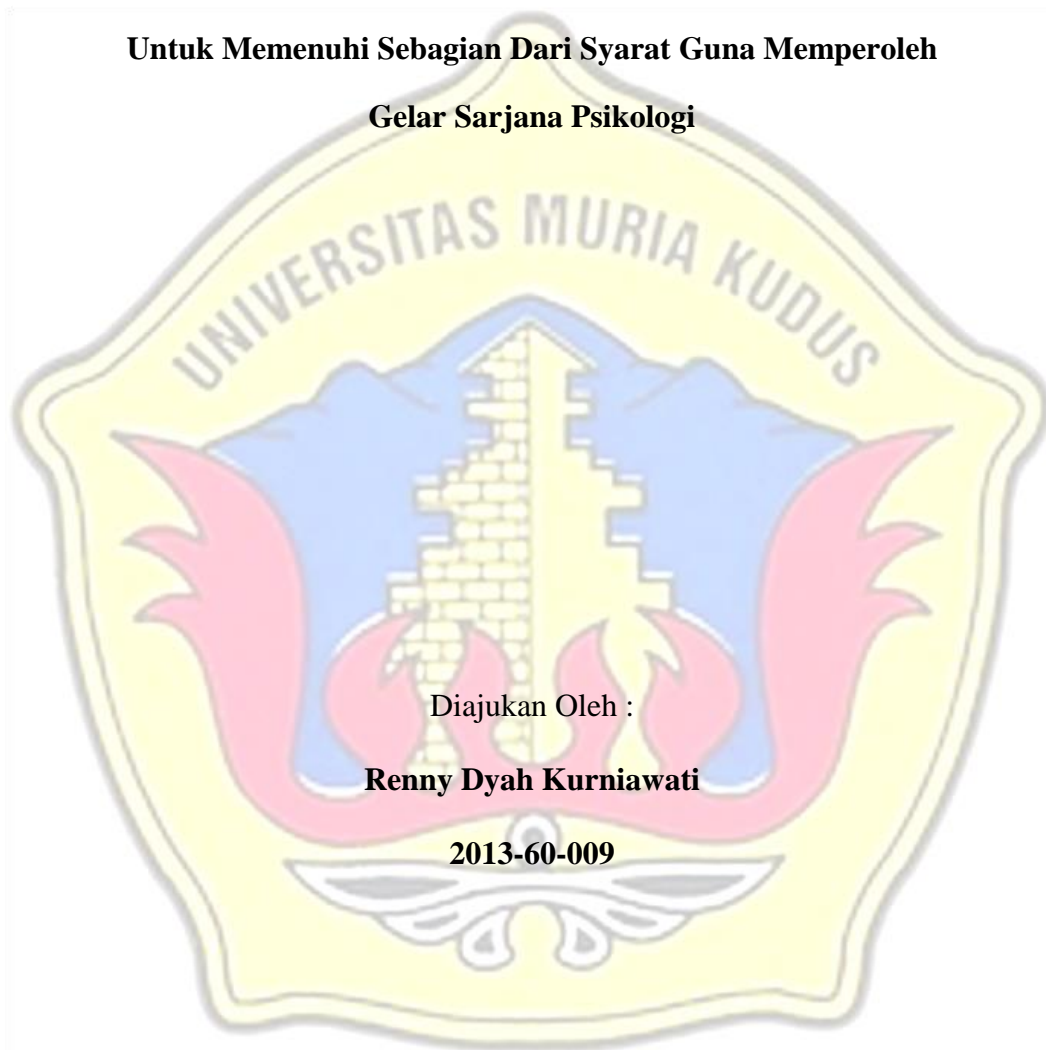 Untuk Memenuhi Sebagian Dari Syarat Guna Memperoleh
Gelar Sarjana Psikologi
UNIVERSITAS MURIA KUDUS
Diajukan Oleh :
Renny Dyah Kurniawati
2013-60-009